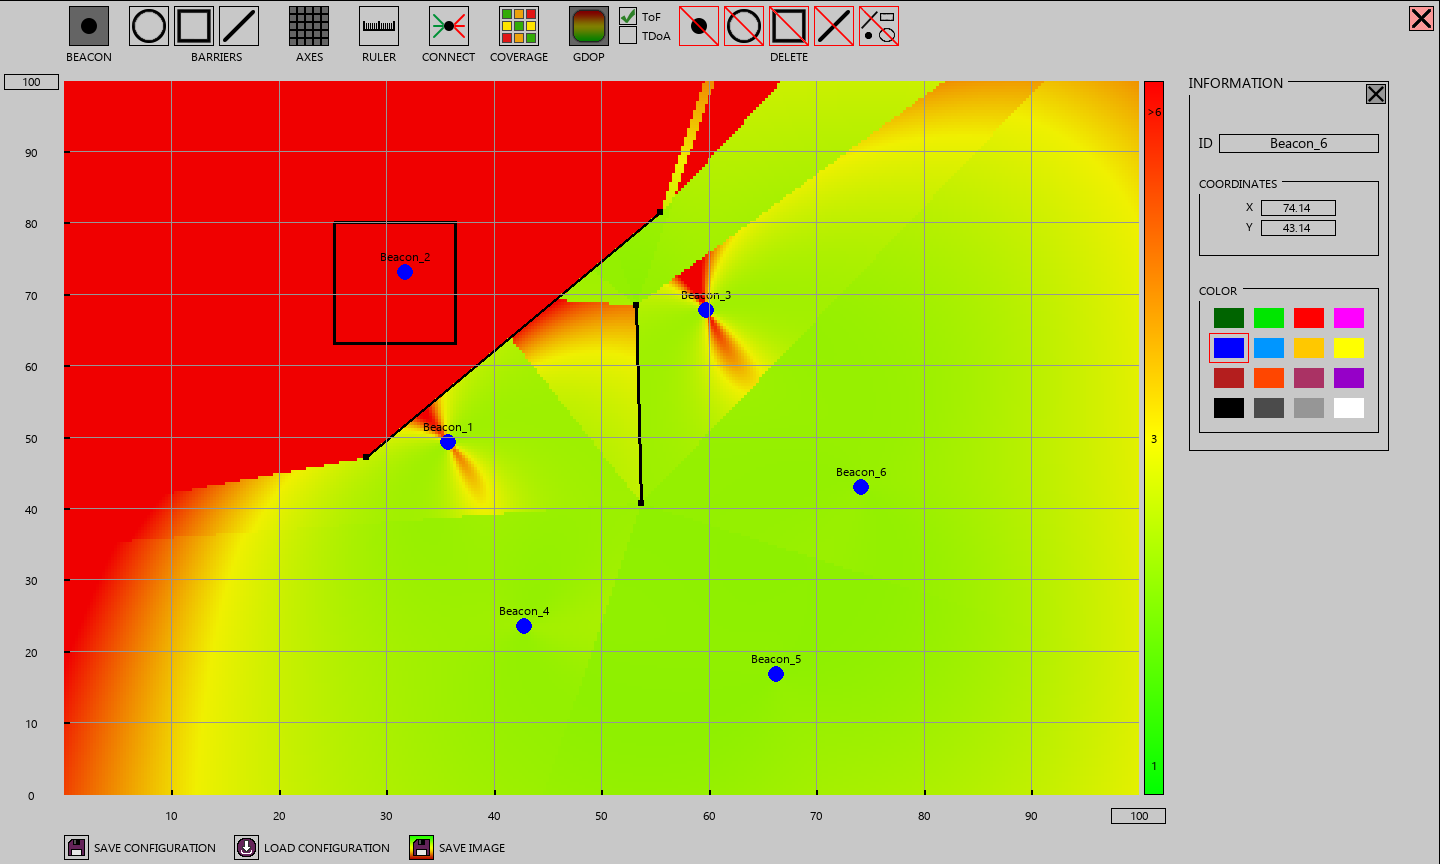 ToF
TDoA
BEACON
BARRIERS
AXES
RULER
CONNECT
COVERAGE
GDOP
DELETE
100
90
80
70
60
50
40
30
20
10
0
Beacon_2
Beacon_3
Beacon_1
Beacon_6
Beacon_4
Beacon_5
10
20
30
40
50
60
70
80
90
100
>6
3
1
INFORMATION
ID Beacon_6
COORDINATES
X 74.14
Y 43.14
COLOR
SAVE CONFIGURATION
LOAD CONFIGURATION
SAVE IMAGE